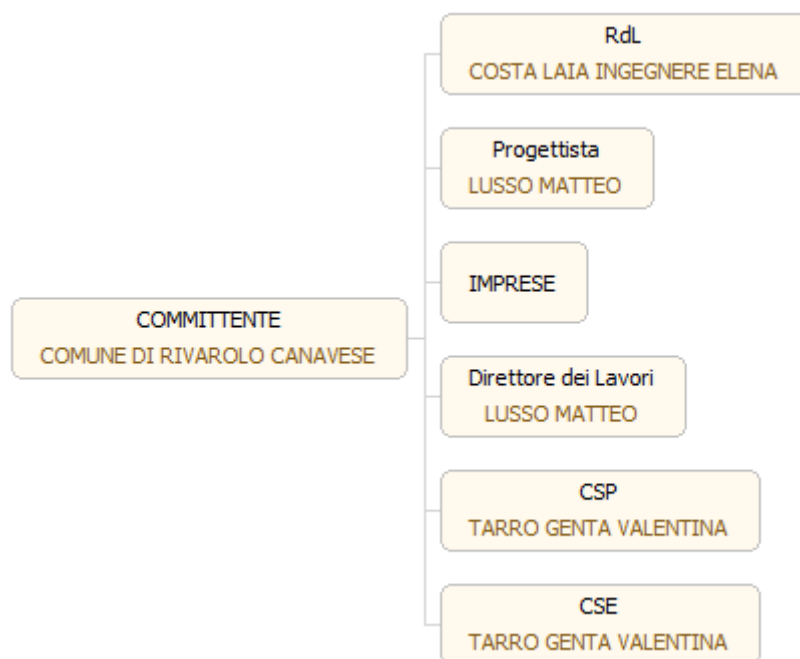 RdL
COSTA LAIA INGEGNERE ELENA
Progettista
LUSSO MATTEO
IMPRESE
COMMITTENTE
COMUNE DI RIVAROLO CANAVESE
Direttore dei Lavori
LUSSO MATTEO
CSP
TARRO GENTA VALENTINA
CSE
TARRO GENTA VALENTINA